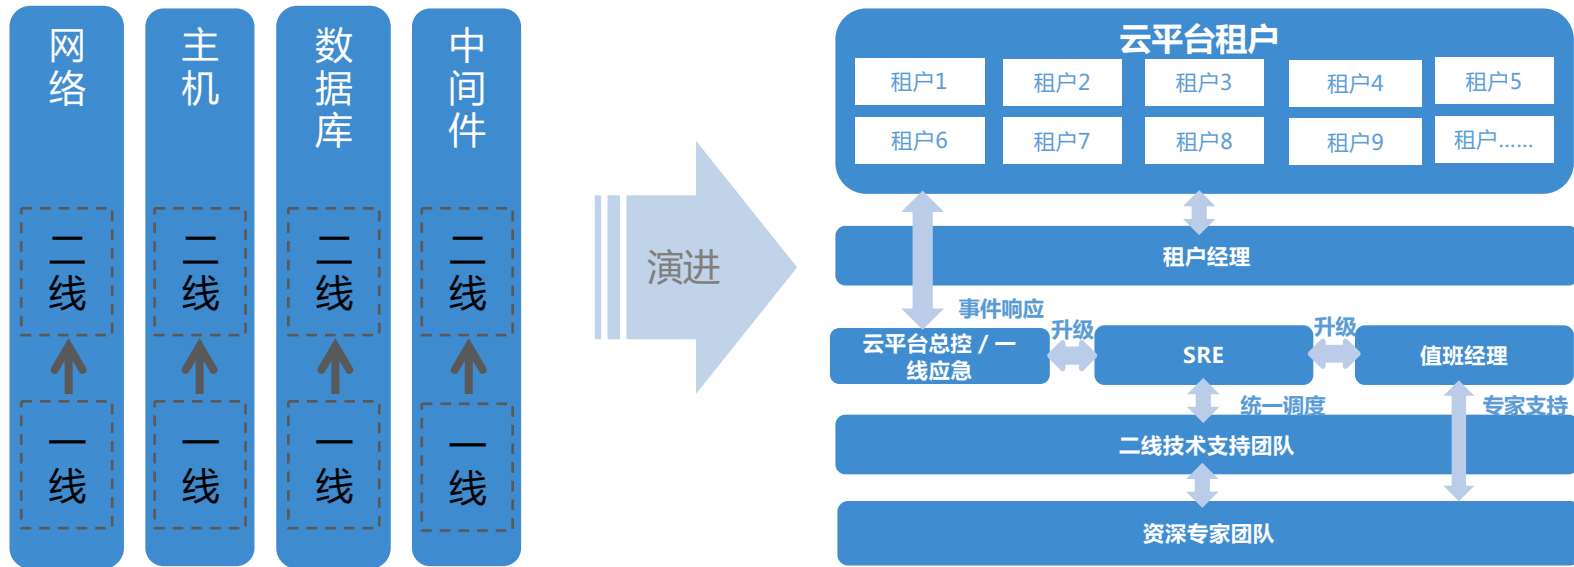 网络
主机
数据库
中间件
二线
二线
二线
二线
一线
一线
一线
一线
演进
云平台租户
租户1
租户2
租户3
租户4
租户5
租户6
租户7
租户8
租户9
租户……
租户经理
事件响应
升级
升级
云平台总控 / 一
线应急
SRE
值班经理
统一调度
专家支持
二线技术支持团队
资深专家团队